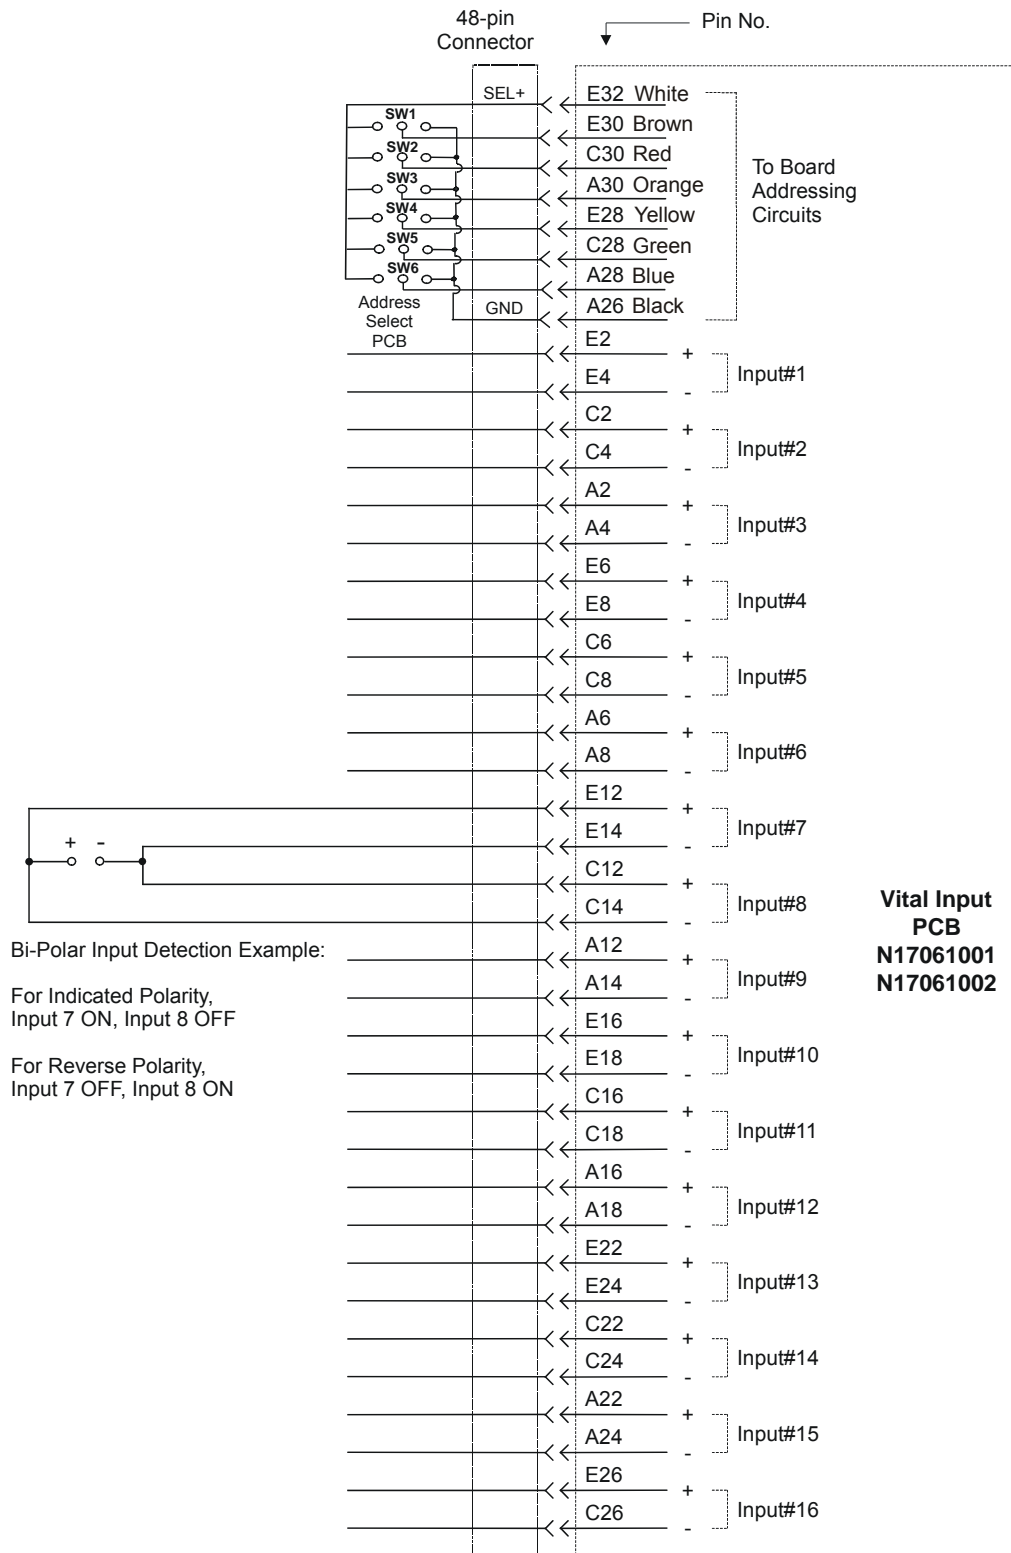 48-pin
Connector
Pin No.
SEL+
E32 White
SW1
E30 Brown
SW2
C30 Red
SW3
A30 Orange
SW4
E28 Yellow
SW5
C28 Green
SW6
A28 Blue
To Board
Addressing
Circuits
Address
Select
PCB
GND
A26 Black
E2 +
E4 -
Input#1
C2 +
C4 -
Input#2
A2 +
A4 -
Input#3
E6 +
E8 -
Input#4
C6 +
C8 -
Input#5
A6 +
A8 -
Input#6
E12 +
E14 -
Input#7
+ -
C12 +
C14 -
Input#8
Vital Input
PCB
N17061001
N17061002
Bi-Polar Input Detection Example:
For Indicated Polarity,
Input 7 ON, Input 8 OFF
For Reverse Polarity,
Input 7 OFF, Input 8 ON
A12 +
A14 -
Input#9
E16 +
E18 -
Input#10
C16 +
C18 -
Input#11
A16 +
A18 -
Input#12
E22 +
E24 -
Input#13
C22 +
C24 -
Input#14
A22 +
A24 -
Input#15
E26 +
C26 -
Input#16